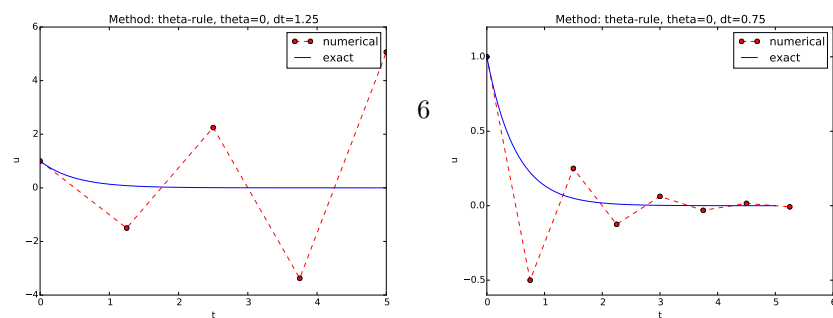 Method: theta-rule, theta=0, dt=1.25
6
4
2
0
−2
−4
0
1
2
3
4
5
u
t
numerical
exact
6
Method: theta-rule, theta=0, dt=0.75
1.0
0.5
0.0
−0.5
0
1
2
3
4
5
6
u
t
numerical
exact